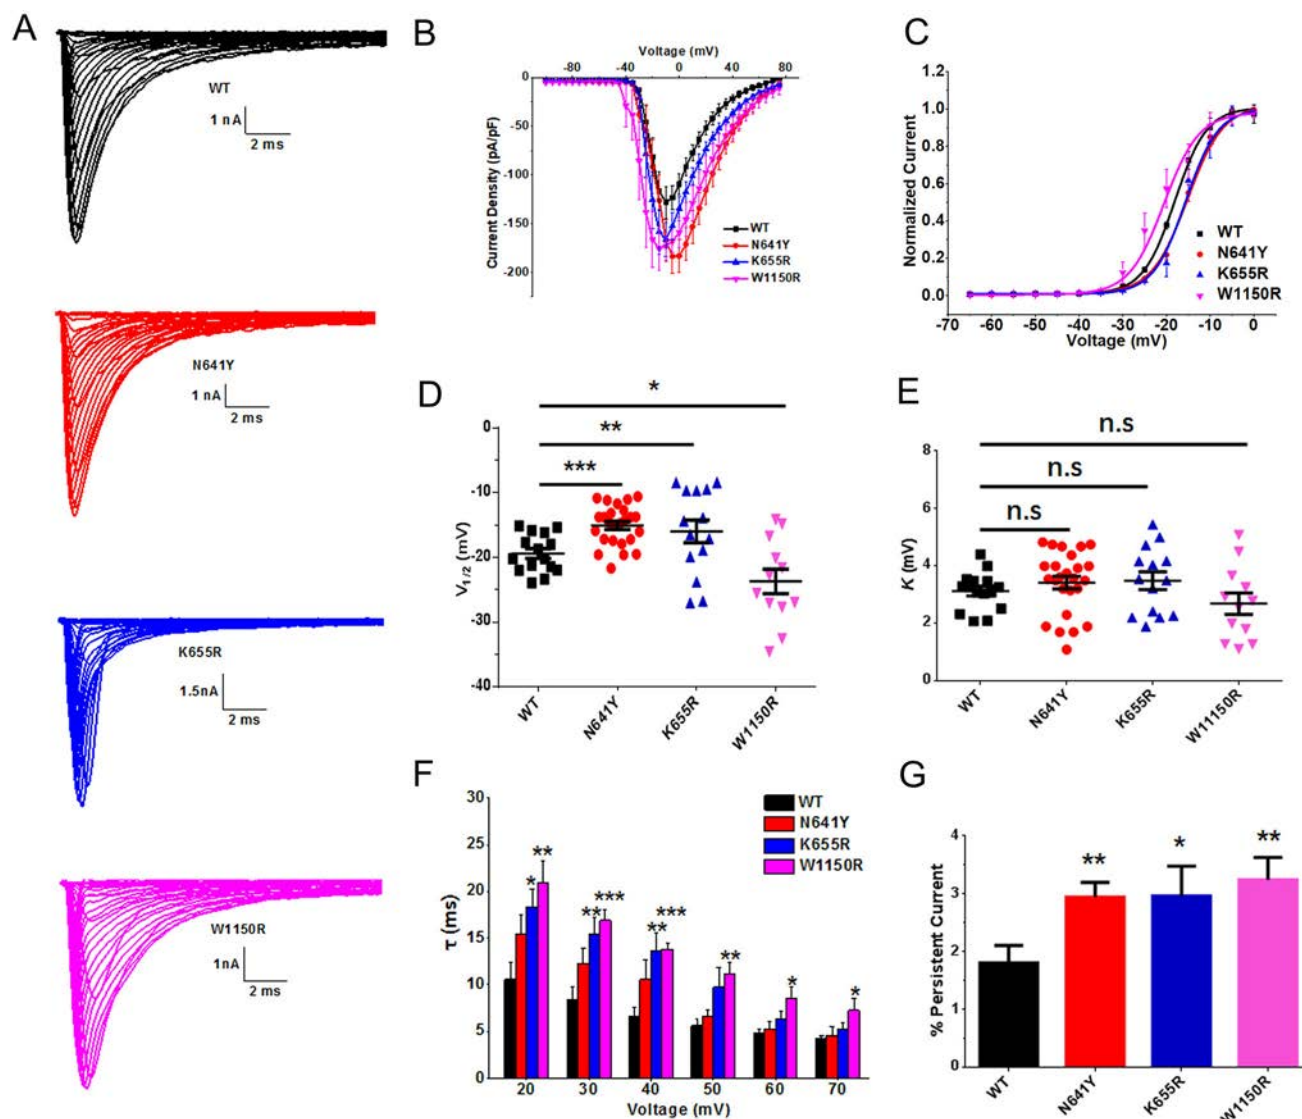 A
WT
1 nA
2 ms
N641Y
1 nA
2 ms
K655R
1.5nA
2 ms
W1150R
1nA
2 ms
B
Voltage (mV)
-80 -40 0 40 80
0
-50
-100
-150
-200
Current Density (pA/pF)
WT
N641Y
K655R
W1150R
C
1.2
1.0
0.8
0.6
0.4
0.2
0.0
Normalized Current
WT
N641Y
K655R
W1150R
-70 -60 -50 -40 -30 -20 -10 0
Voltage (mV)
D
*
**
***
0
-10
-20
-30
-40
V1/2 (mV)
WT
N641Y
K655R
W1150R
E
n.s
n.s
n.s
8
6
4
2
0
K (mV)
WT
N641Y
K655R
W11150R
F
30
25
20
15
10
5
0
τ (ms)
WT
N641Y
K655R
W1150R
* **
** ***
** ***
**
*
*
20 30 40 50 60 70
Voltage (mV)
G
4
3
2
1
0
% Persistent Current
** * **
WT
N641Y
K655R
W1150R